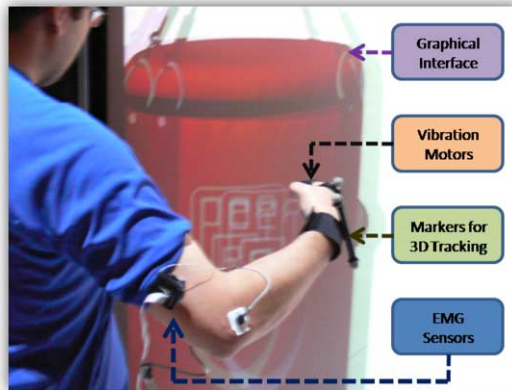 Graphical
Interface
Vibration
Motors
Markers for
3D Tracking
EMG
Sensors